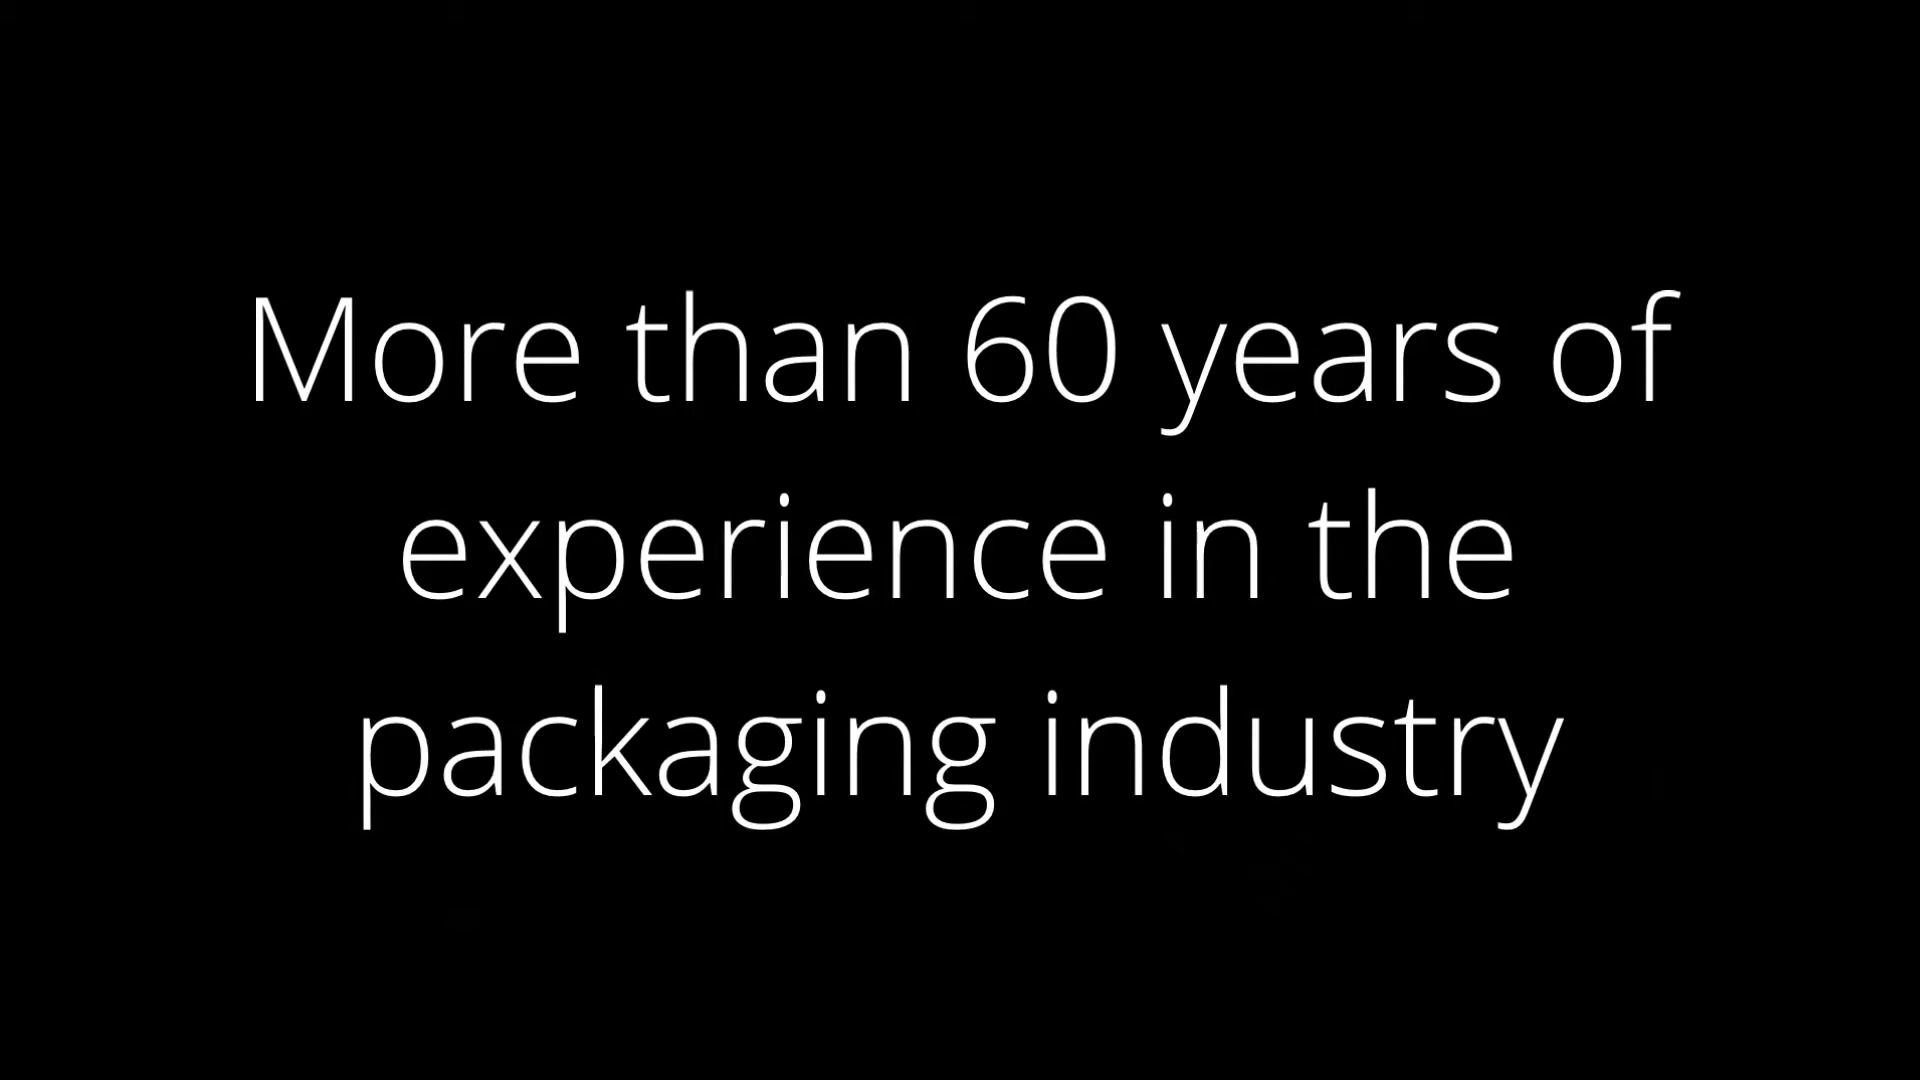 More than 60 years of
experience in the
packaging industry